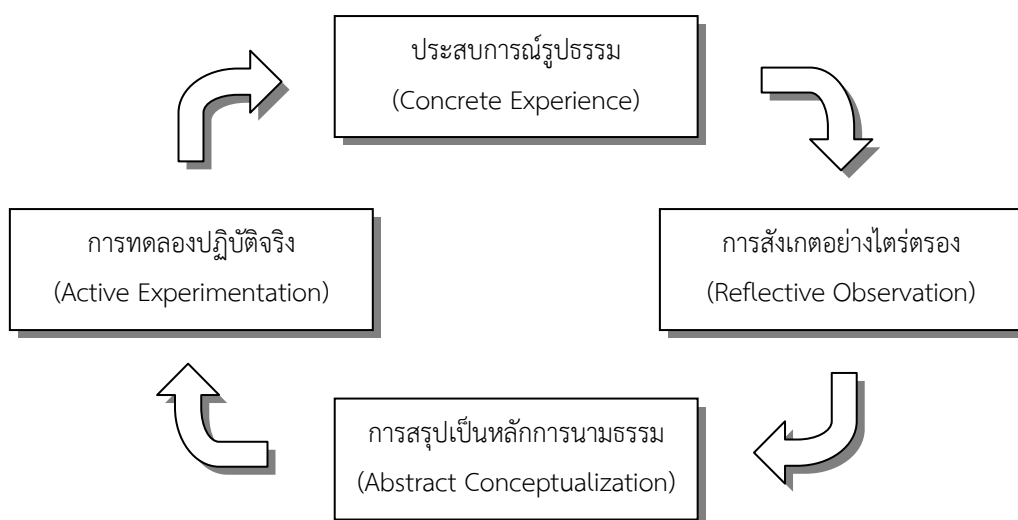 ประสบการณ์รูปธรรม
(Concrete Experience)
การทดลองปฏิบัติจริง
(Active Experimentation)
การสังเกตอย่างไตร่ตรอง
(Reflective Observation)
การสรุปเป็นหลักการนามธรรม
(Abstract Conceptualization)